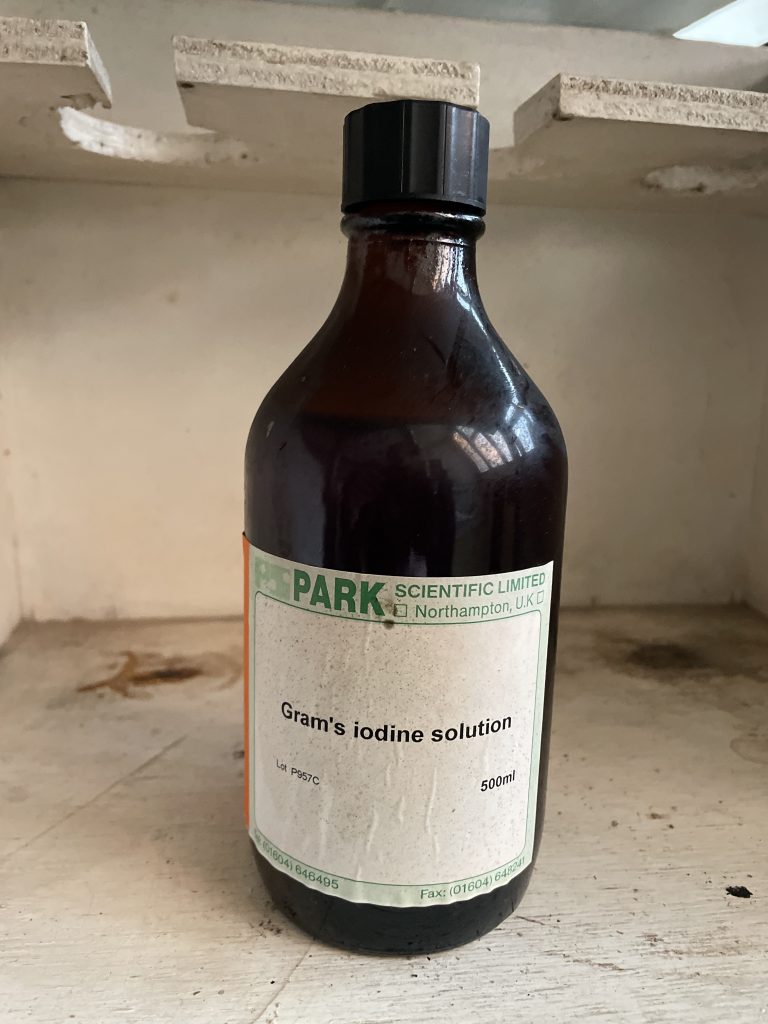 PARK SCIENTIFIC LIMITED
Northampton, U.K
Gram's iodine solution
Lot P957C
500ml
(01604) 646495
Fax: (01604) 648241